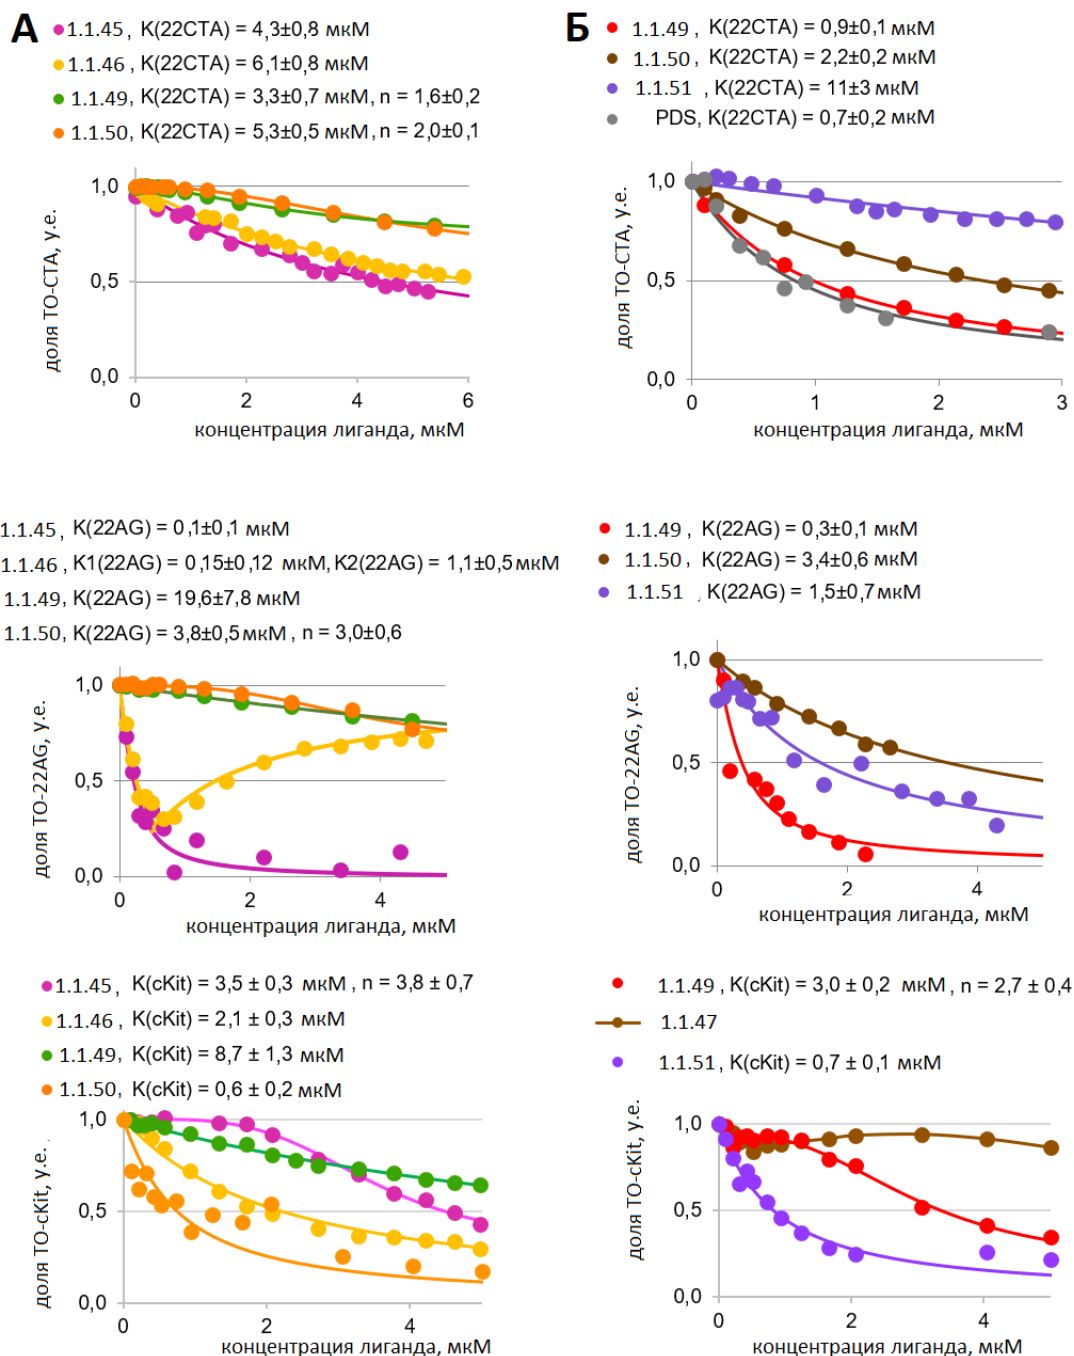 А
1.1.45, K(22CTA) = 4,3±0,8 мкМ
1.1.46, K(22CTA) = 6,1±0,8 мкМ
1.1.49, K(22CTA) = 3,3±0,7 мкМ, n = 1,6±0,2
1.1.50, K(22CTA) = 5,3±0,5 мкМ, n = 2,0±0,1
доля ТО-СТА, у.е.
1,0
0,5
0,0
0 2 4 6
концентрация лиганда, мкМ
Б
1.1.49, K(22CTA) = 0,9±0,1 мкМ
1.1.50, K(22CTA) = 2,2±0,2 мкМ
1.1.51, K(22CTA) = 11±3 мкМ
PDS, K(22CTA) = 0,7±0,2 мкМ
доля ТО-СТА, у.е.
1,0
0,5
0,0
0 1 2 3
концентрация лиганда, мкМ
1.1.45, K(22AG) = 0,1±0,1 мкМ
1.1.46, K1(22AG) = 0,15±0,12 мкМ, K2(22AG) = 1,1±0,5 мкМ
1.1.49, K(22AG) = 19,6±7,8 мкМ
1.1.50, K(22AG) = 3,8±0,5 мкМ, n = 3,0±0,6
доля ТО-22AG, у.е.
1,0
0,5
0,0
0 2 4
концентрация лиганда, мкМ
1.1.49, K(22AG) = 0,3±0,1 мкМ
1.1.50, K(22AG) = 3,4±0,6 мкМ
1.1.51, K(22AG) = 1,5±0,7 мкМ
доля ТО-22AG, у.е.
1,0
0,5
0,0
0 2 4
концентрация лиганда, мкМ
1.1.45, K(cKit) = 3,5 ± 0,3 мкМ, n = 3,8 ± 0,7
1.1.46, K(cKit) = 2,1 ± 0,3 мкМ
1.1.49, K(cKit) = 8,7 ± 1,3 мкМ
1.1.50, K(cKit) = 0,6 ± 0,2 мкМ
доля ТО-cKit, у.е.
1,0
0,5
0,0
0 2 4
концентрация лиганда, мкМ
1.1.49, K(cKit) = 3,0 ± 0,2 мкМ, n = 2,7 ± 0,4
1.1.47
1.1.51, K(cKit) = 0,7 ± 0,1 мкМ
доля ТО-cKit, у.е.
1,0
0,5
0,0
0 2 4
концентрация лиганда, мкМ